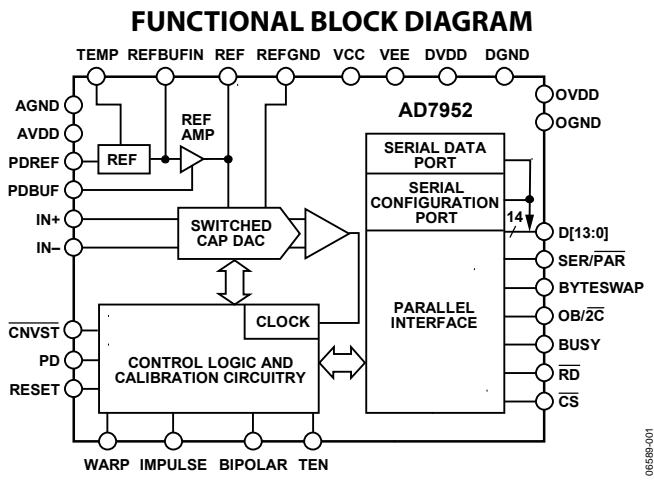 FUNCTIONAL BLOCK DIAGRAM
TEMP REFBUFIN REF REFGND VCC VEE DVDD DGND
AGND
AVDD
PDREF
PDBUF
IN+
IN–
CNVST
PD
RESET
REF
REF
AMP
SWITCHED
CAP DAC
CLOCK
CONTROL LOGIC AND
CALIBRATION CIRCUITRY
AD7952
SERIAL DATA
PORT
SERIAL
CONFIGURATION
PORT
14
PARALLEL
INTERFACE
OVDD
OGND
D[13:0]
SER/PAR
BYTESWAP
OB/2C
BUSY
RD
CS
WARP IMPULSE BIPOLAR TEN
06589-001